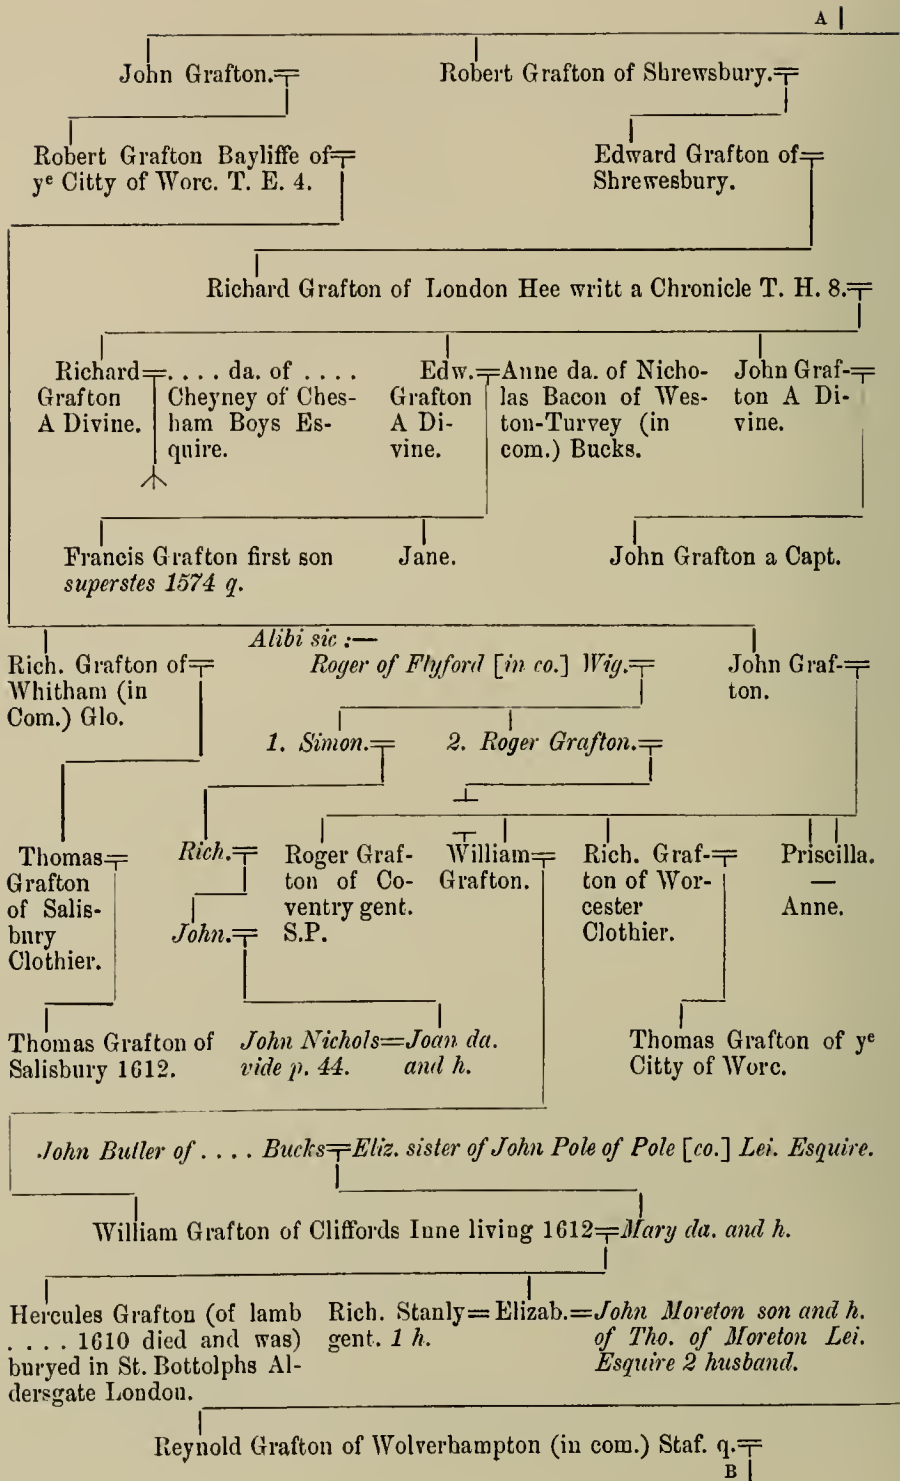 A
John Grafton.
Robert Grafton of Shrewsbury.
Robert Grafton Bayliffe of
yᵉ Citty of Worc. T. E. 4.
Edward Grafton of
Shrewesbury.
Richard Grafton of London Hee writt a Chronicle T. H. 8.
Richard
Grafton
A Divine.
. . . . da. of . . . .
Cheyney of Ches-
ham Boys Es-
quire.
Edw.
Grafton
A Di-
vine.
Anne da. of Nicho-
las Bacon of Wes-
ton-Turvey (in
com.) Bucks.
John Graf-
ton A Di-
vine.
Francis Grafton first son
superstes 1574 q.
Jane.
John Grafton a Capt.
Alibi sic :—
Rich. Grafton of
Whitham (in
Com.) Glo.
Roger of Flyford [in co.] Wig.
John Graf-
ton.
1. Simon.
2. Roger Grafton.
Thomas
Grafton
of Salis-
bury
Clothier.
Rich.
John.
Roger Graf-
ton of Co-
ventry gent.
S.P.
William
Grafton.
Rich. Graf-
ton of Wor-
cester
Clothier.
Priscilla.
—
Anne.
Thomas Grafton of
Salisbury 1612.
John Nichols=Joan da.
vide p. 44. and h.
Thomas Grafton of yᵉ
Citty of Worc.
John Butler of . . . . Bucks=Eliz. sister of John Pole of Pole [co.] Lei. Esquire.
William Grafton of Cliffords Inne living 1612=Mary da. and h.
Hercules Grafton (of lamb
. . . . 1610 died and was)
buryed in St. Bottolphs Al-
dersgate London.
Rich. Stanly=
gent. 1 h.
Elizab.=
John Moreton son and h.
of Tho. of Moreton Lei.
Esquire 2 husband.
Reynold Grafton of Wolverhampton (in com.) Staf. q.
B